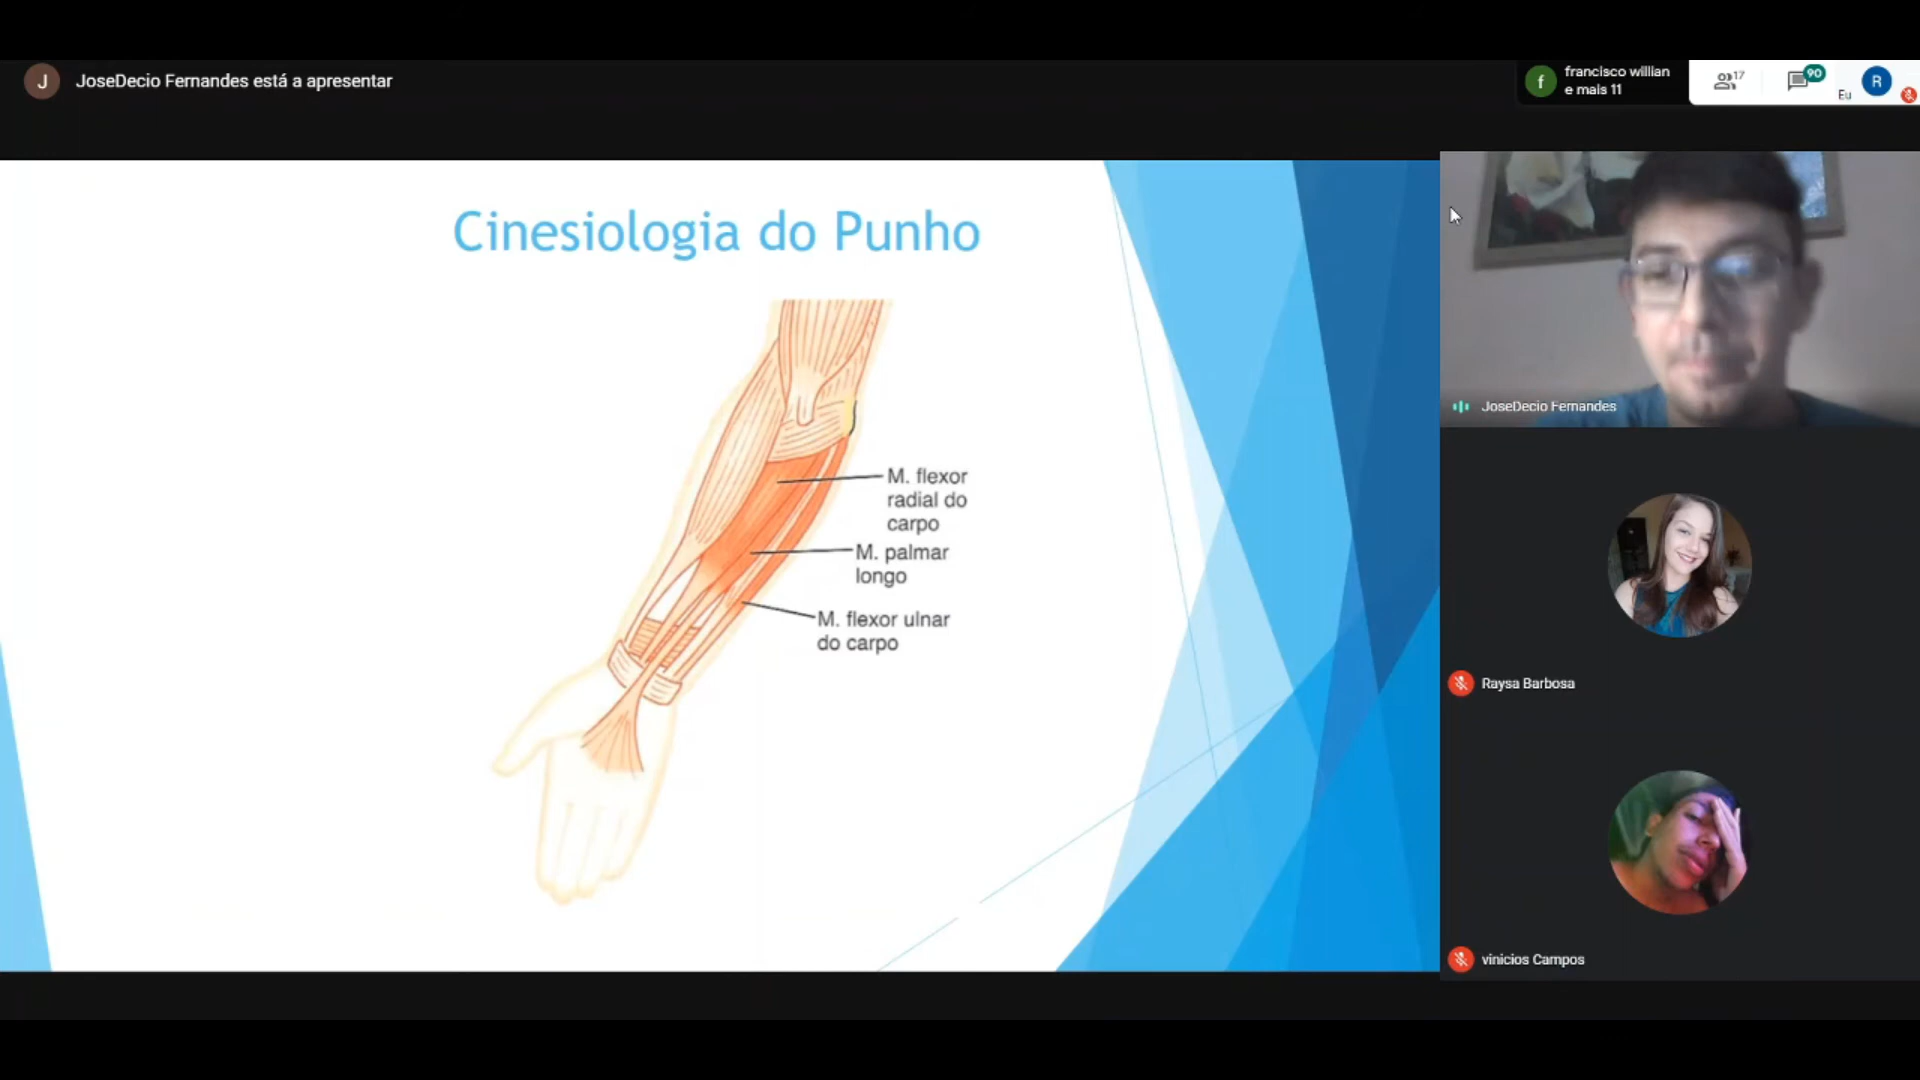 J
JoseDecio Fernandes está a apresentar
f
francisco willian
e mais 11
17
90
Eu
R
Cinesiologia do Punho
M. flexor
radial do
carpo
M. palmar
longo
M. flexor ulnar
do carpo
JoseDecio Fernandes
Raysa Barbosa
vinicios Campos